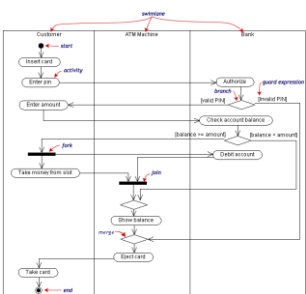 swimlane
Customer ATM Machine Bank
start
Insert card
activity
Enter pin
Authorize
guard expression
branch
[valid PIN] [invalid PIN]
Enter amount
Check account balance
[balance >= amount] [balance < amount]
fork
Debit account
Take money from slot
join
Show balance
merge
Eject card
Take card
end